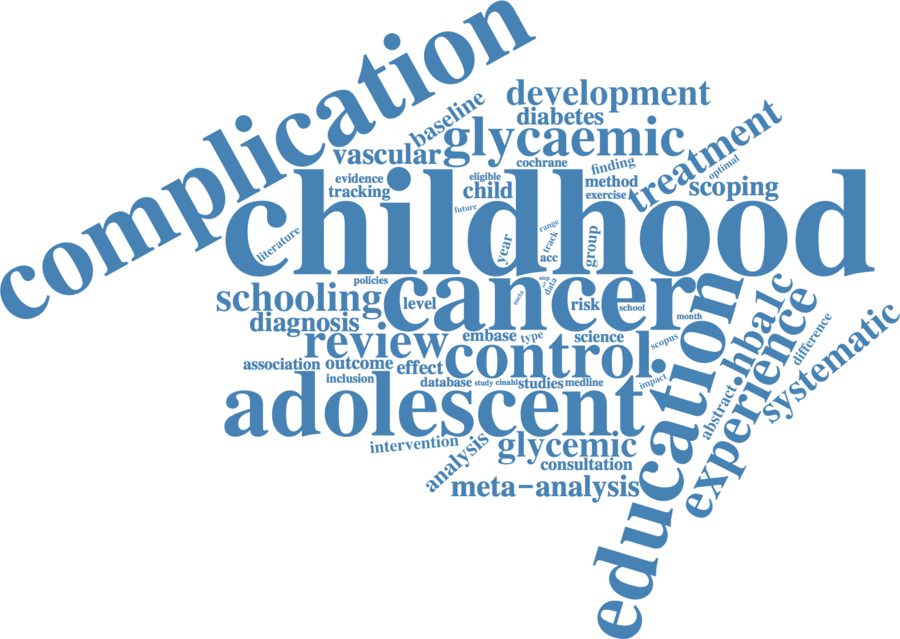 complication
development
baseline
diabetes
glycaemic
treatment
vascular
cochrane
finding
optimal
evidence
eligible
method
scoping
tracking
child
exercise
childhood
future
literature
year
range
track
acc
group
policies
cancer
schooling
level
meta
step
data
risk
school
month
diagnosis
review
embase
type
science
scopus
control
association
outcome
effect
inclusion
database
study
cinahl
studies
medline
impact
adolescent
education
hba1c
experience
difference
abstract
systematic
intervention
analysis
glycemic
consultation
meta-analysis